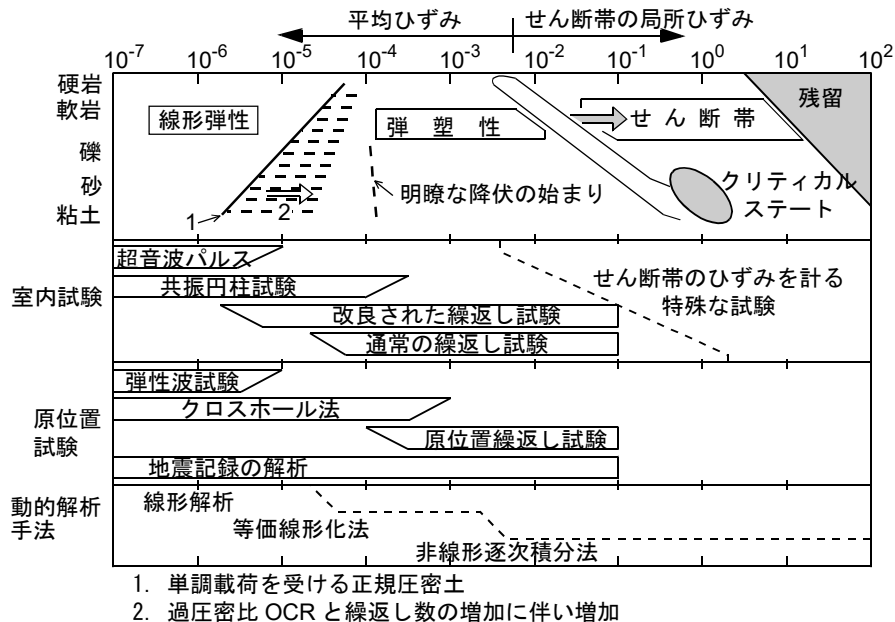 平均ひずみ せん断帯の局所ひずみ
10⁻⁷ 10⁻⁶ 10⁻⁵ 10⁻⁴ 10⁻³ 10⁻² 10⁻¹ 10⁰ 10¹ 10²
硬岩
軟岩
礫
砂
粘土
線形弾性
弾 塑 性
せ ん 断 帯
残留
明瞭な降伏の始まり
クリティカル
ステート
1
2
室内試験
超音波パルス
共振円柱試験
改良された繰返し試験
通常の繰返し試験
せん断帯のひずみを計る
特殊な試験
原位置
試験
弾性波試験
クロスホール法
原位置繰返し試験
地震記録の解析
動的解析
手法
線形解析
等価線形化法
非線形逐次積分法
1. 単調載荷を受ける正規圧密土
2. 過圧密比 OCR と繰返し数の増加に伴い増加